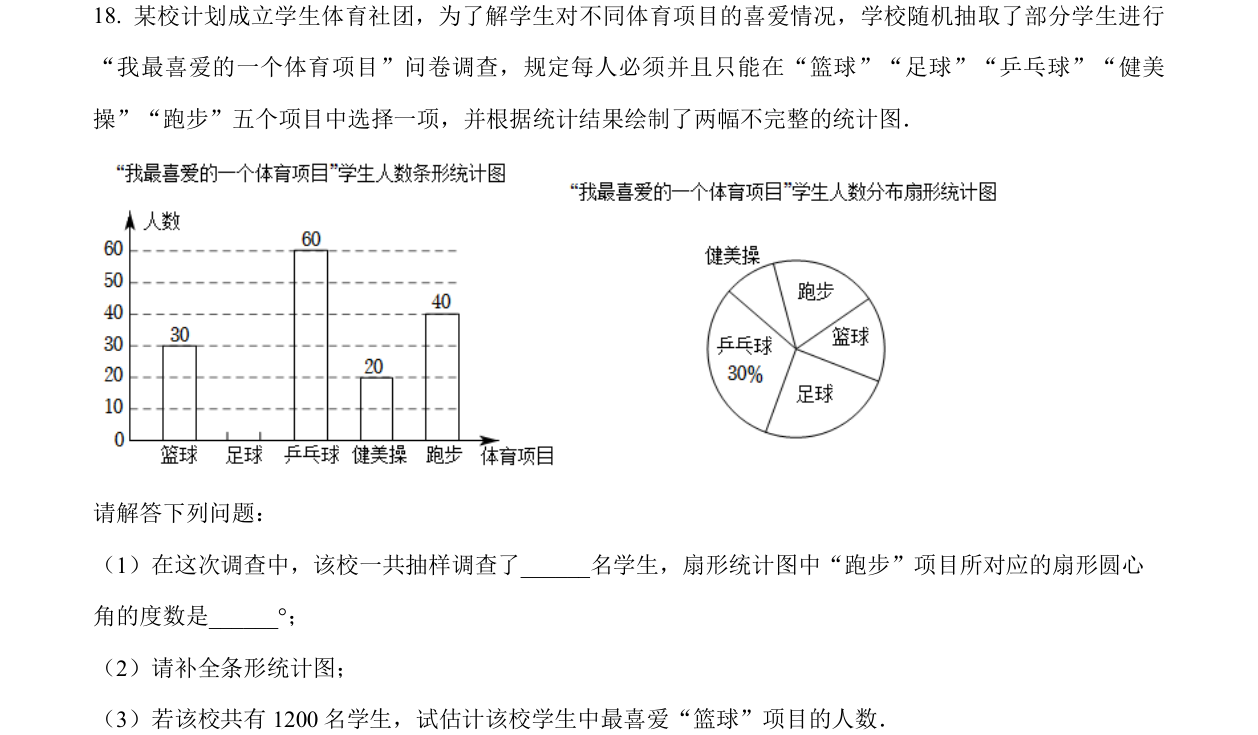 18. 某校计划成立学生体育社团，为了解学生对不同体育项目的喜爱情况，学校随机抽取了部分学生进行
“我最喜爱的一个体育项目”问卷调查，规定每人必须并且只能在“篮球”“足球”“乒乓球”“健美
操”“跑步”五个项目中选择一项，并根据统计结果绘制了两幅不完整的统计图．
“我最喜爱的一个体育项目”学生人数条形统计图
人数
60
50
40
30
20
10
0
30
60
20
40
篮球 足球 乒乓球 健美操 跑步 体育项目
“我最喜爱的一个体育项目”学生人数分布扇形统计图
健美操
跑步
篮球
乒乓球
30%
足球
请解答下列问题：
（1）在这次调查中，该校一共抽样调查了______名学生，扇形统计图中“跑步”项目所对应的扇形圆心
角的度数是______°；
（2）请补全条形统计图；
（3）若该校共有 1200 名学生，试估计该校学生中最喜爱“篮球”项目的人数．